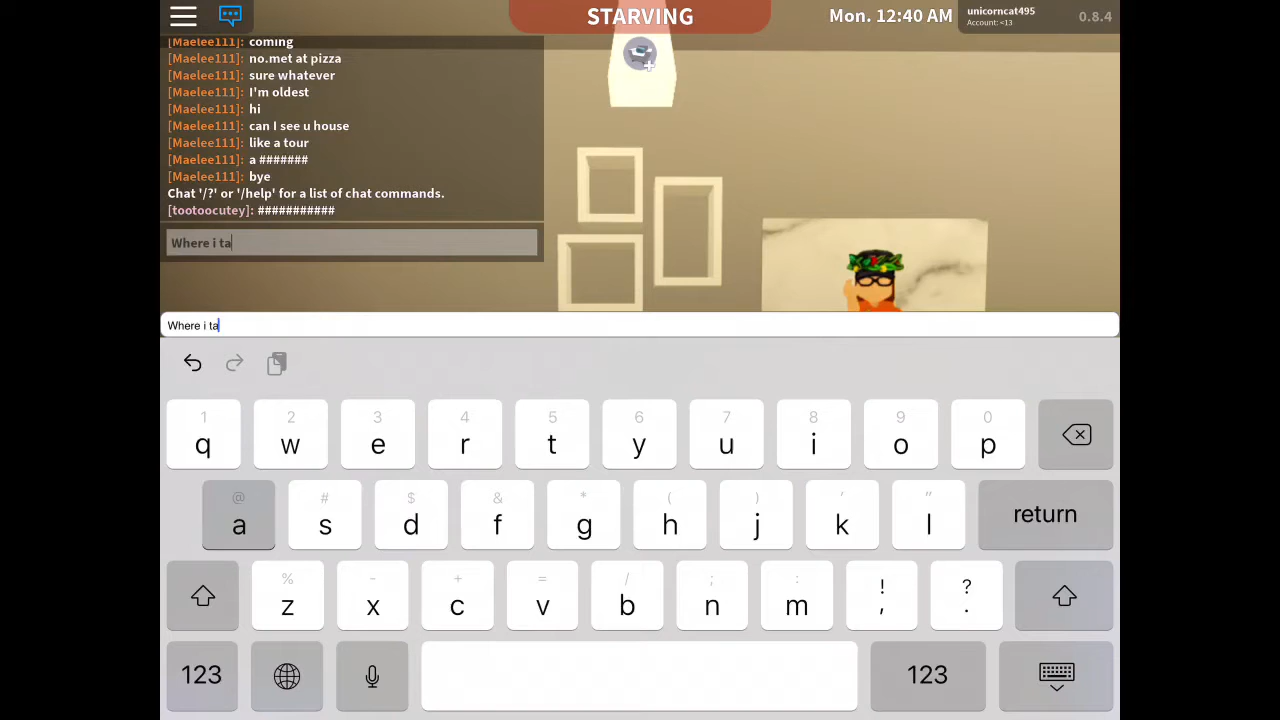 STARVING
Mon. 12:40 AM
unicorncat495
Account: <13
0.8.4
[Maelee111]: coming
[Maelee111]: no.met at pizza
[Maelee111]: sure whatever
[Maelee111]: I'm oldest
[Maelee111]: hi
[Maelee111]: can I see u house
[Maelee111]: like a tour
[Maelee111]: a #######
[Maelee111]: bye
Chat '/?' or '/help' for a list of chat commands.
[tootoocutey]: ###########
Where i ta
Where i ta
1 2 3 4 5 6 7 8 9 0
q w e r t y u i o p
@ # $ & * ( ) ' "
a s d f g h j k l return
% - + = / ; : ! ?
z x c v b n m , .
123 123